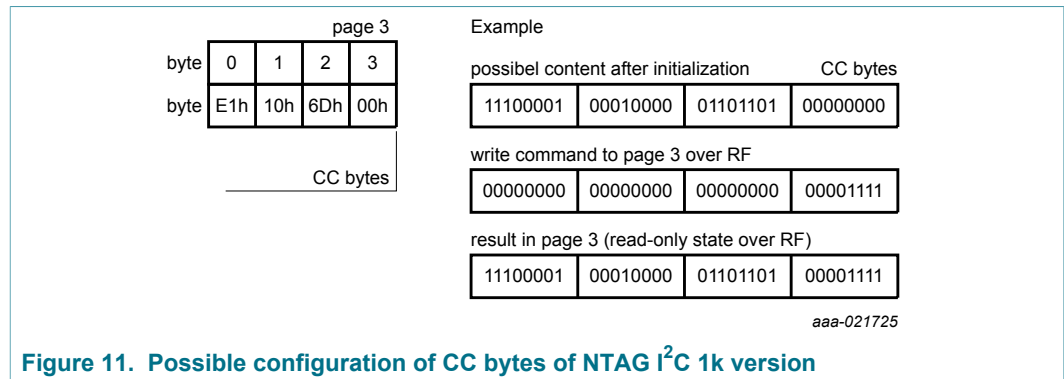 page 3
byte 0 1 2 3
byte E1h 10h 6Dh 00h
CC bytes
Example
possibel content after initialization CC bytes
11100001 00010000 01101101 00000000
write command to page 3 over RF
00000000 00000000 00000000 00001111
result in page 3 (read-only state over RF)
11100001 00010000 01101101 00001111
aaa-021725
Figure 11. Possible configuration of CC bytes of NTAG I²C 1k version